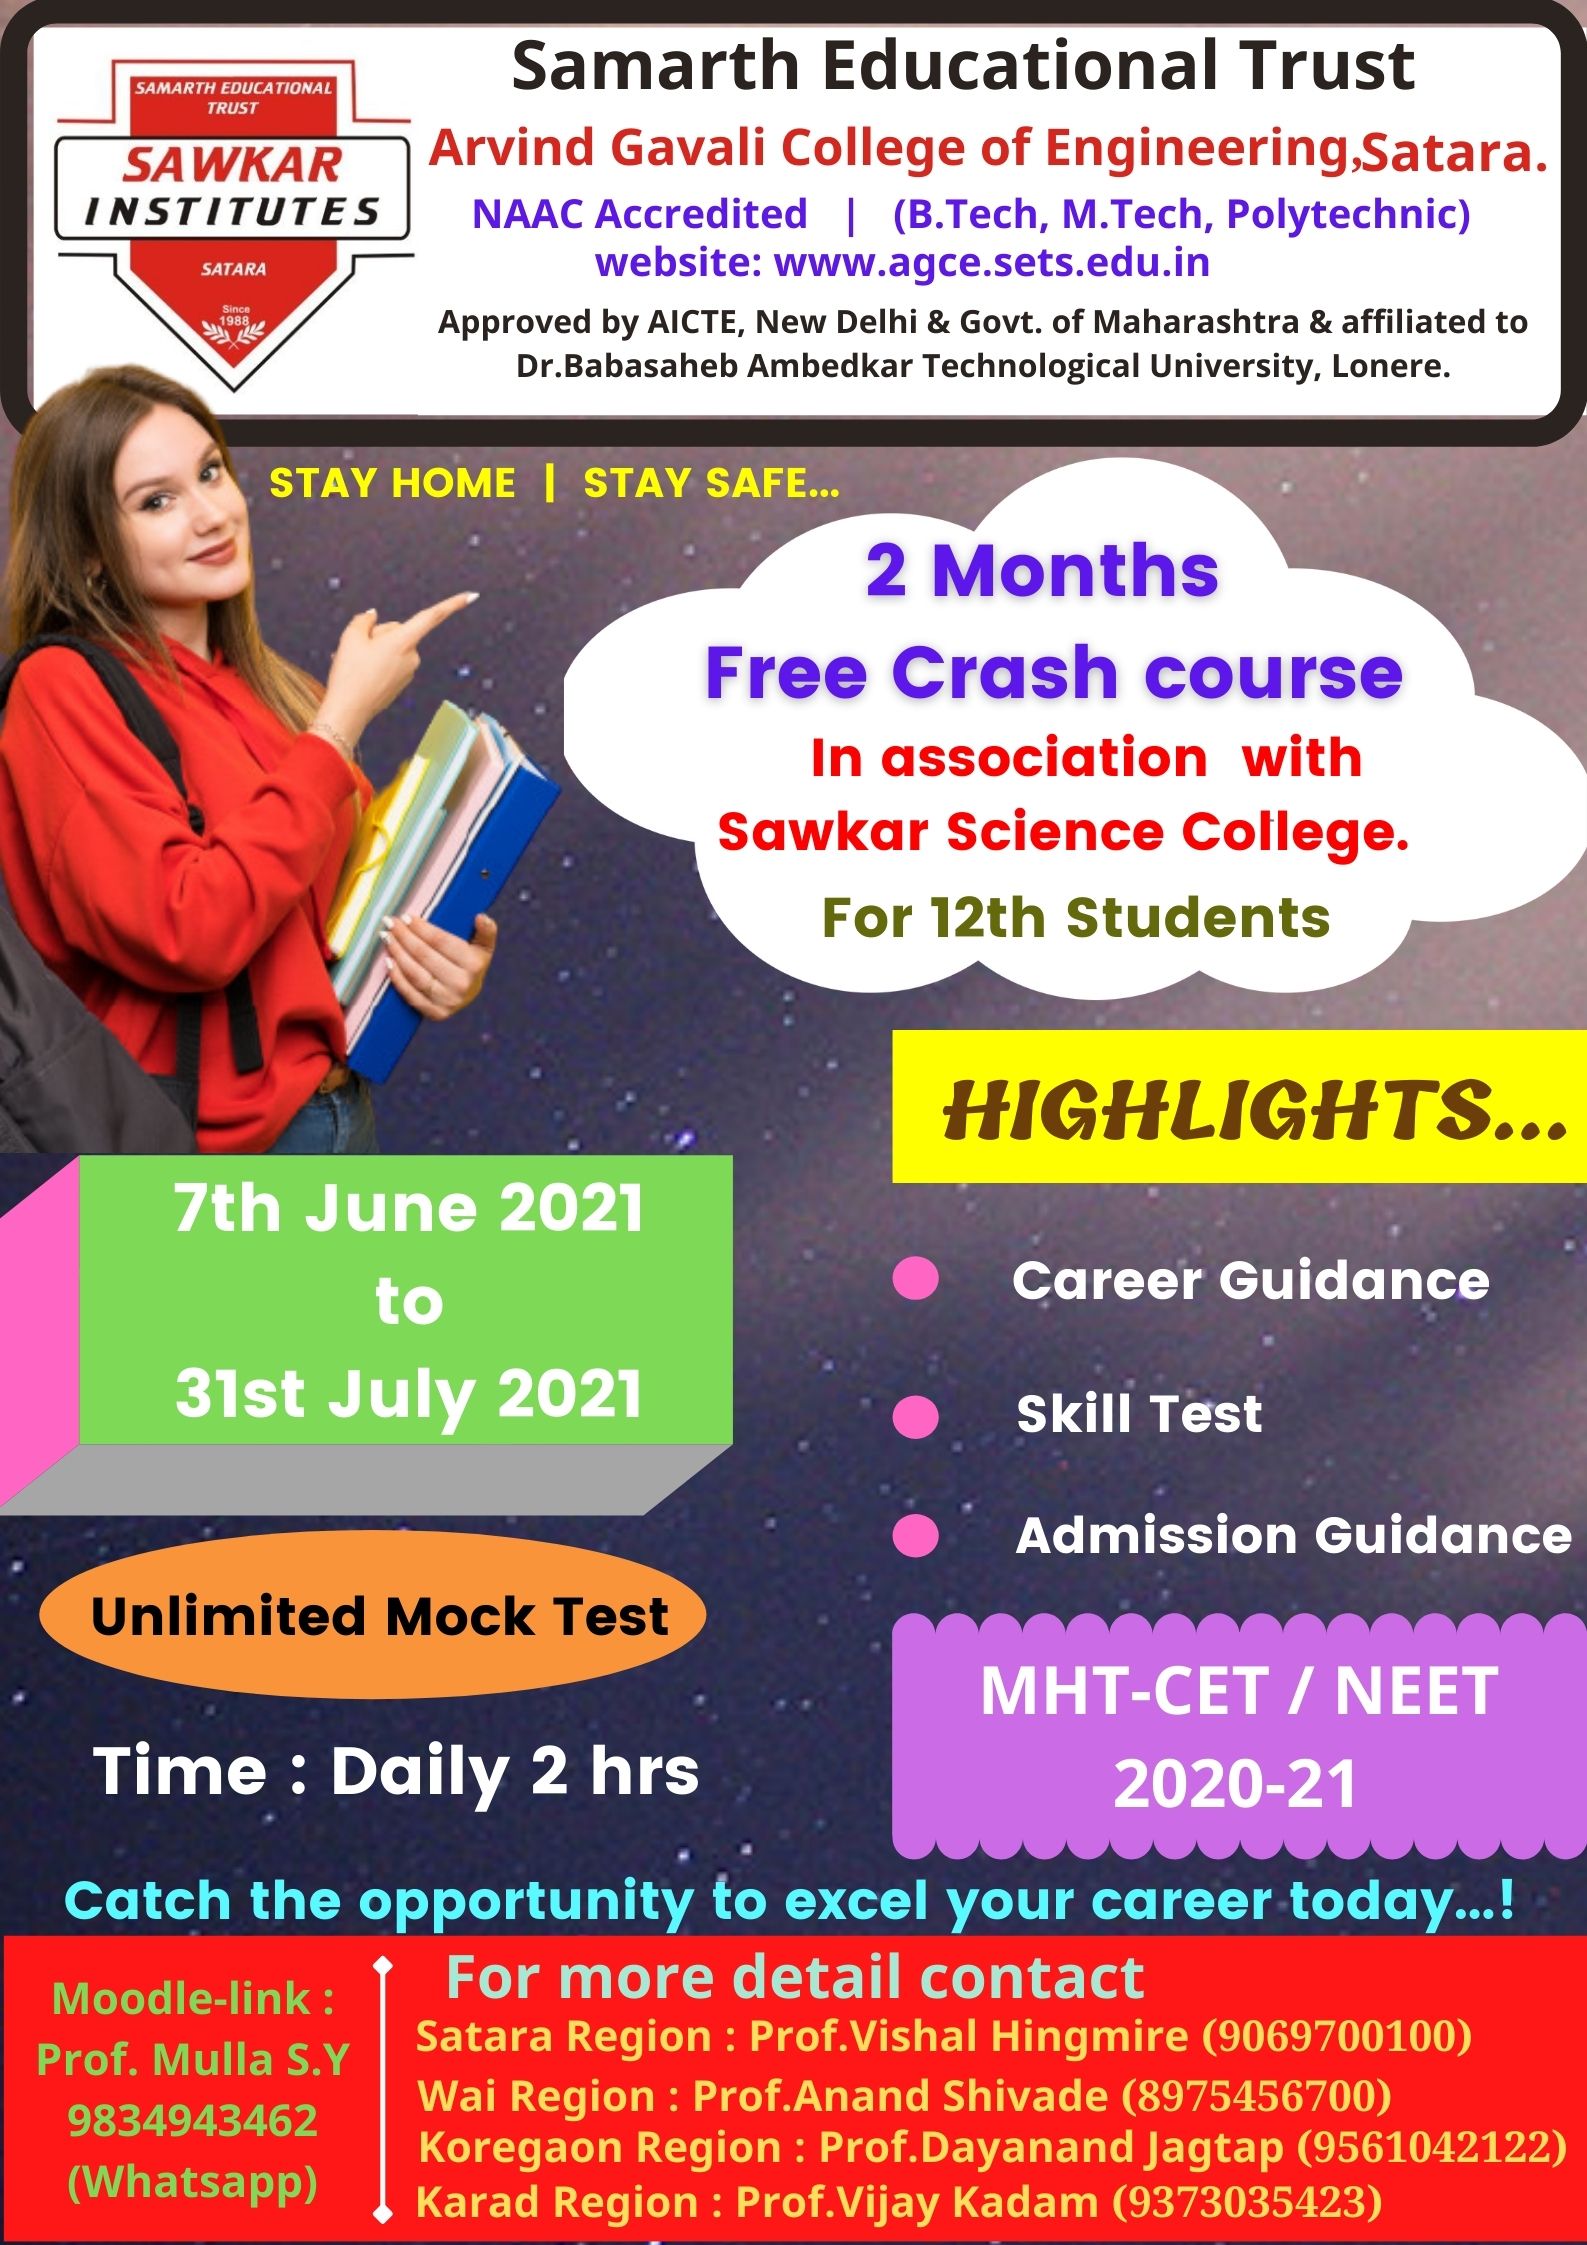 SAMARTH EDUCATIONAL
TRUST
SAWKAR
INSTITUTES
SATARA
Since
1988
Samarth Educational Trust
Arvind Gavali College of Engineering,Satara.
NAAC Accredited | (B.Tech, M.Tech, Polytechnic)
website: www.agce.sets.edu.in
Approved by AICTE, New Delhi & Govt. of Maharashtra & affiliated to
Dr.Babasaheb Ambedkar Technological University, Lonere.
STAY HOME | STAY SAFE...
2 Months
Free Crash course
In association with
Sawkar Science College.
For 12th Students
HIGHLIGHTS...
Career Guidance
Skill Test
Admission Guidance
7th June 2021
to
31st July 2021
Unlimited Mock Test
Time : Daily 2 hrs
MHT-CET / NEET
2020-21
Catch the opportunity to excel your career today...!
Moodle-link :
Prof. Mulla S.Y
9834943462
(Whatsapp)
For more detail contact
Satara Region : Prof.Vishal Hingmire (9069700100)
Wai Region : Prof.Anand Shivade (8975456700)
Koregaon Region : Prof.Dayanand Jagtap (9561042122)
Karad Region : Prof.Vijay Kadam (9373035423)